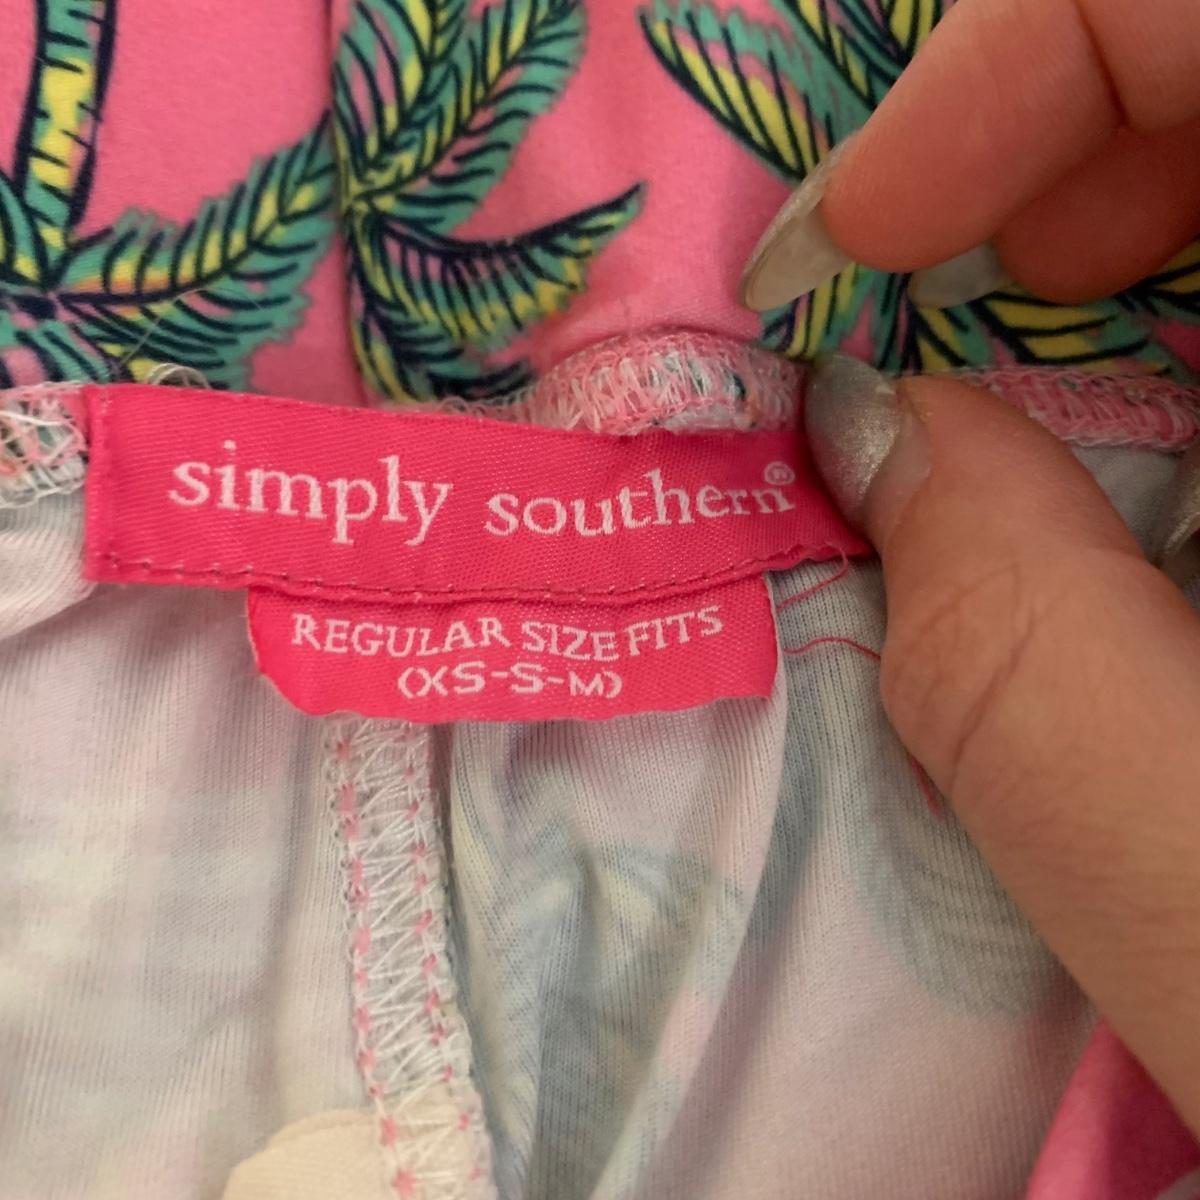 simply southern®
REGULAR SIZE FITS
(XS-S-M)